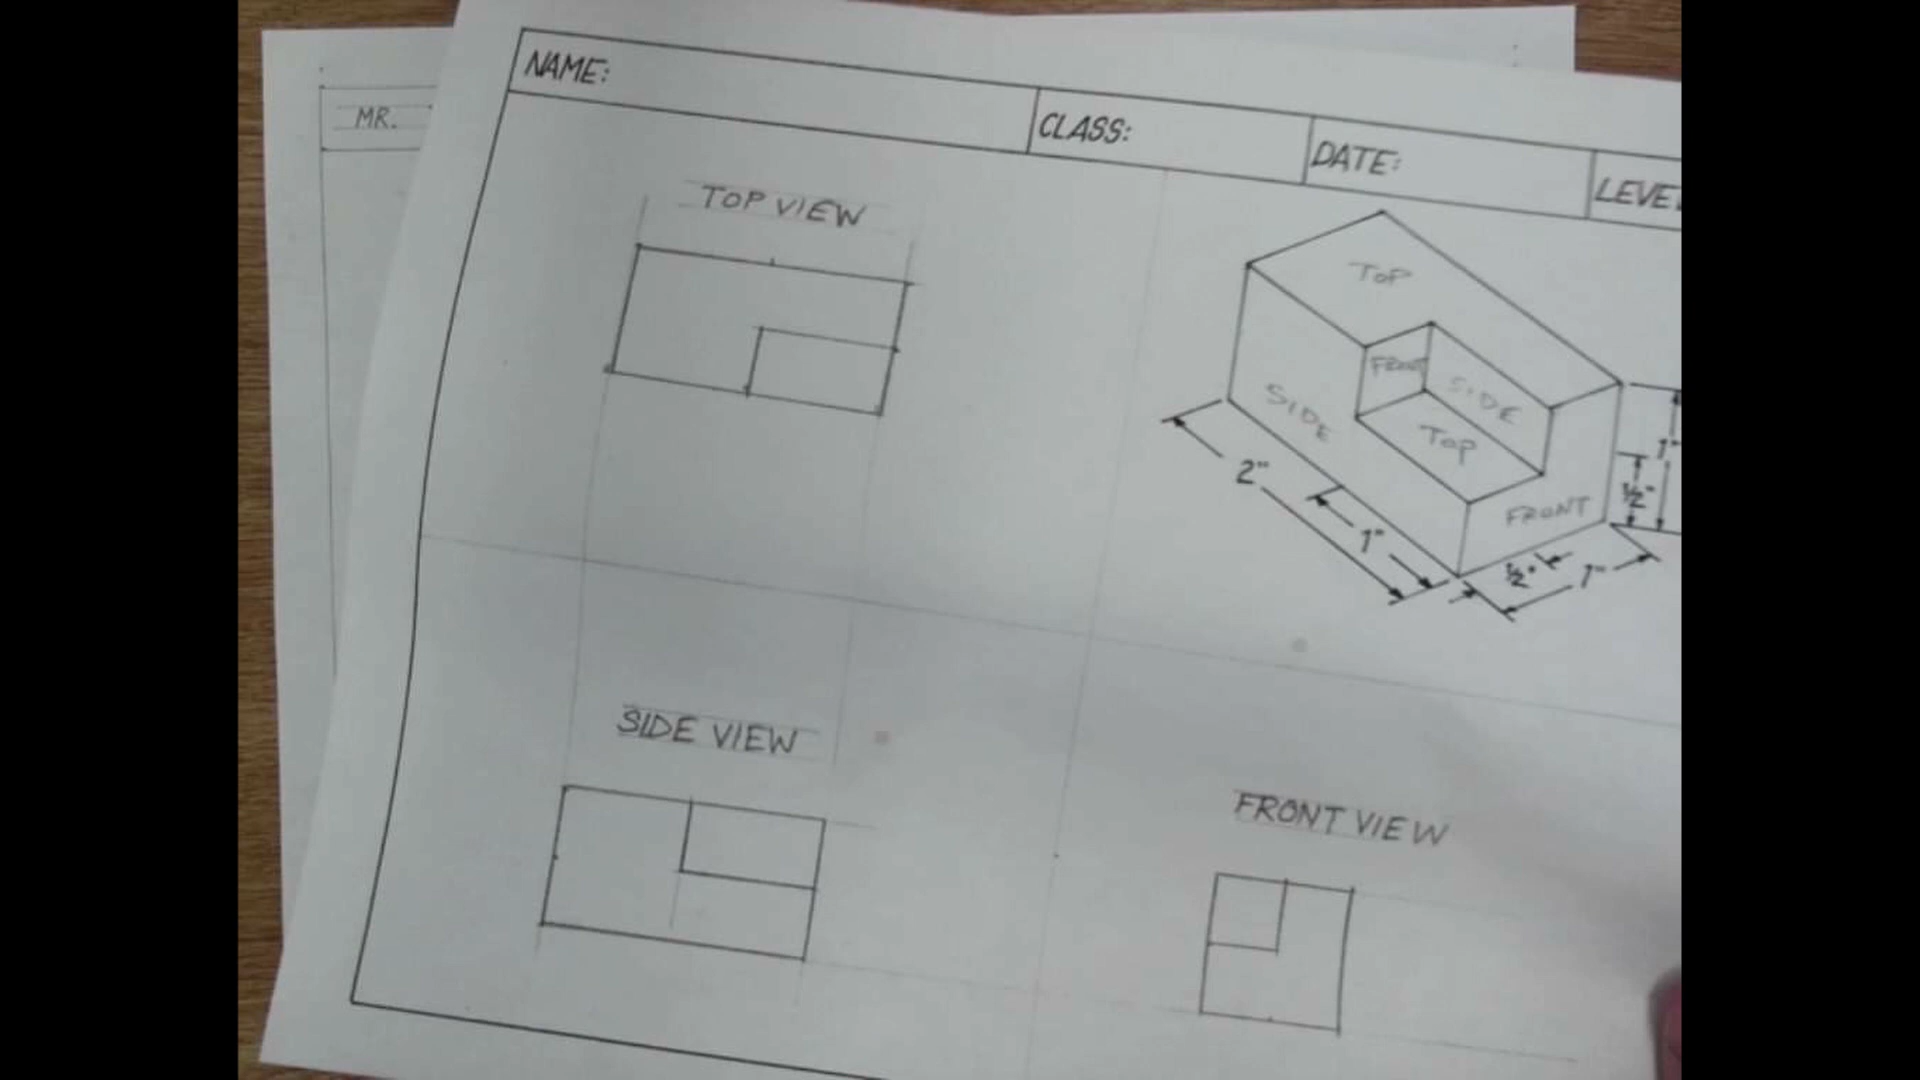 NAME:
CLASS:
DATE:
LEVEL
MR.
TOP VIEW
TOP
FRONT
SIDE
SIDE
TOP
FRONT
2"
1"
1/2"
1"
1/2"
1"
SIDE VIEW
FRONT VIEW